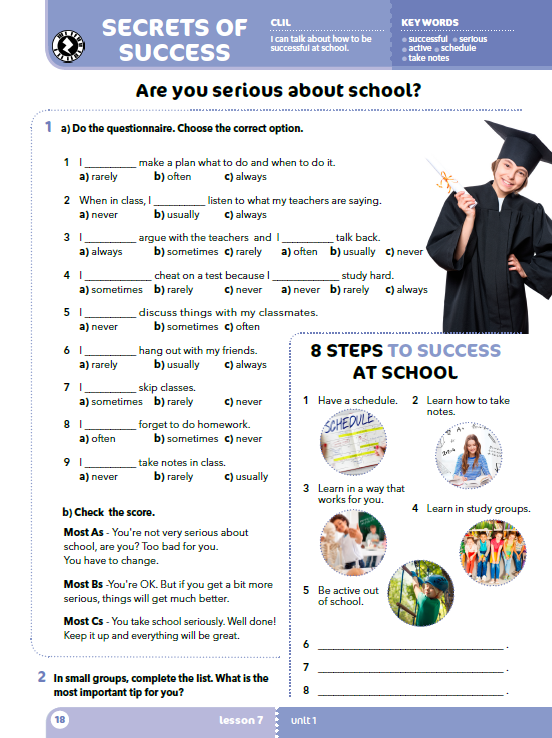 SECRETS OF
SUCCESS
CLIL
I can talk about how to be
successful at school.
KEY WORDS
successful • serious
active • schedule
take notes
Are you serious about school?
1 a) Do the questionnaire. Choose the correct option.
1 I _________ make a plan what to do and when to do it.
a) rarely b) often c) always
2 When in class, I _________ listen to what my teachers are saying.
a) never b) usually c) always
3 I _________ argue with the teachers and I _________ talk back.
a) always b) sometimes c) rarely a) often b) usually c) never
4 I ___________ cheat on a test because I ___________ study hard.
a) sometimes b) rarely c) never a) never b) rarely c) always
5 I _________ discuss things with my classmates.
a) never b) sometimes c) often
6 I _________ hang out with my friends.
a) rarely b) usually c) always
7 I _________ skip classes.
a) sometimes b) rarely c) never
8 I _________ forget to do homework.
a) often b) sometimes c) never
9 I _________ take notes in class.
a) never b) rarely c) usually
b) Check the score.
Most As - You're not very serious about
school, are you? Too bad for you.
You have to change.
Most Bs -You're OK. But if you get a bit more
serious, things will get much better.
Most Cs - You take school seriously. Well done!
Keep it up and everything will be great.
2 In small groups, complete the list. What is the
most important tip for you?
8 STEPS TO SUCCESS
AT SCHOOL
1 Have a schedule.
SCHEDULE
2 Learn how to take
notes.
3 Learn in a way that
works for you.
4 Learn in study groups.
5 Be active out
of school.
6 _________________________________ .
7 _________________________________ .
8 _________________________________ .
18
lesson 7
unit 1